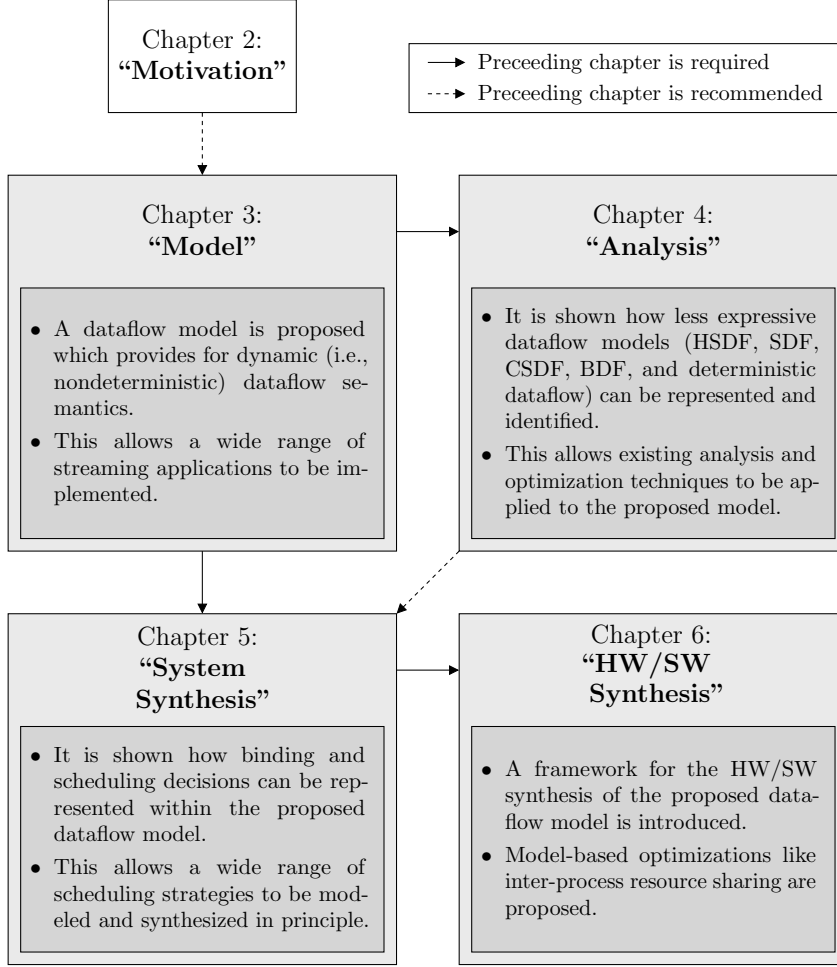 Chapter 2:
“Motivation”
Preceeding chapter is required
Preceeding chapter is recommended
Chapter 3:
“Model”
• A dataflow model is proposed
which provides for dynamic (i.e.,
nondeterministic) dataflow se-
mantics.
• This allows a wide range of
streaming applications to be im-
plemented.
Chapter 4:
“Analysis”
• It is shown how less expressive
dataflow models (HSDF, SDF,
CSDF, BDF, and deterministic
dataflow) can be represented and
identified.
• This allows existing analysis and
optimization techniques to be ap-
plied to the proposed model.
Chapter 5:
“System
Synthesis”
• It is shown how binding and
scheduling decisions can be rep-
resented within the proposed
dataflow model.
• This allows a wide range of
scheduling strategies to be mod-
eled and synthesized in principle.
Chapter 6:
“HW/SW
Synthesis”
• A framework for the HW/SW
synthesis of the proposed data-
flow model is introduced.
• Model-based optimizations like
inter-process resource sharing are
proposed.